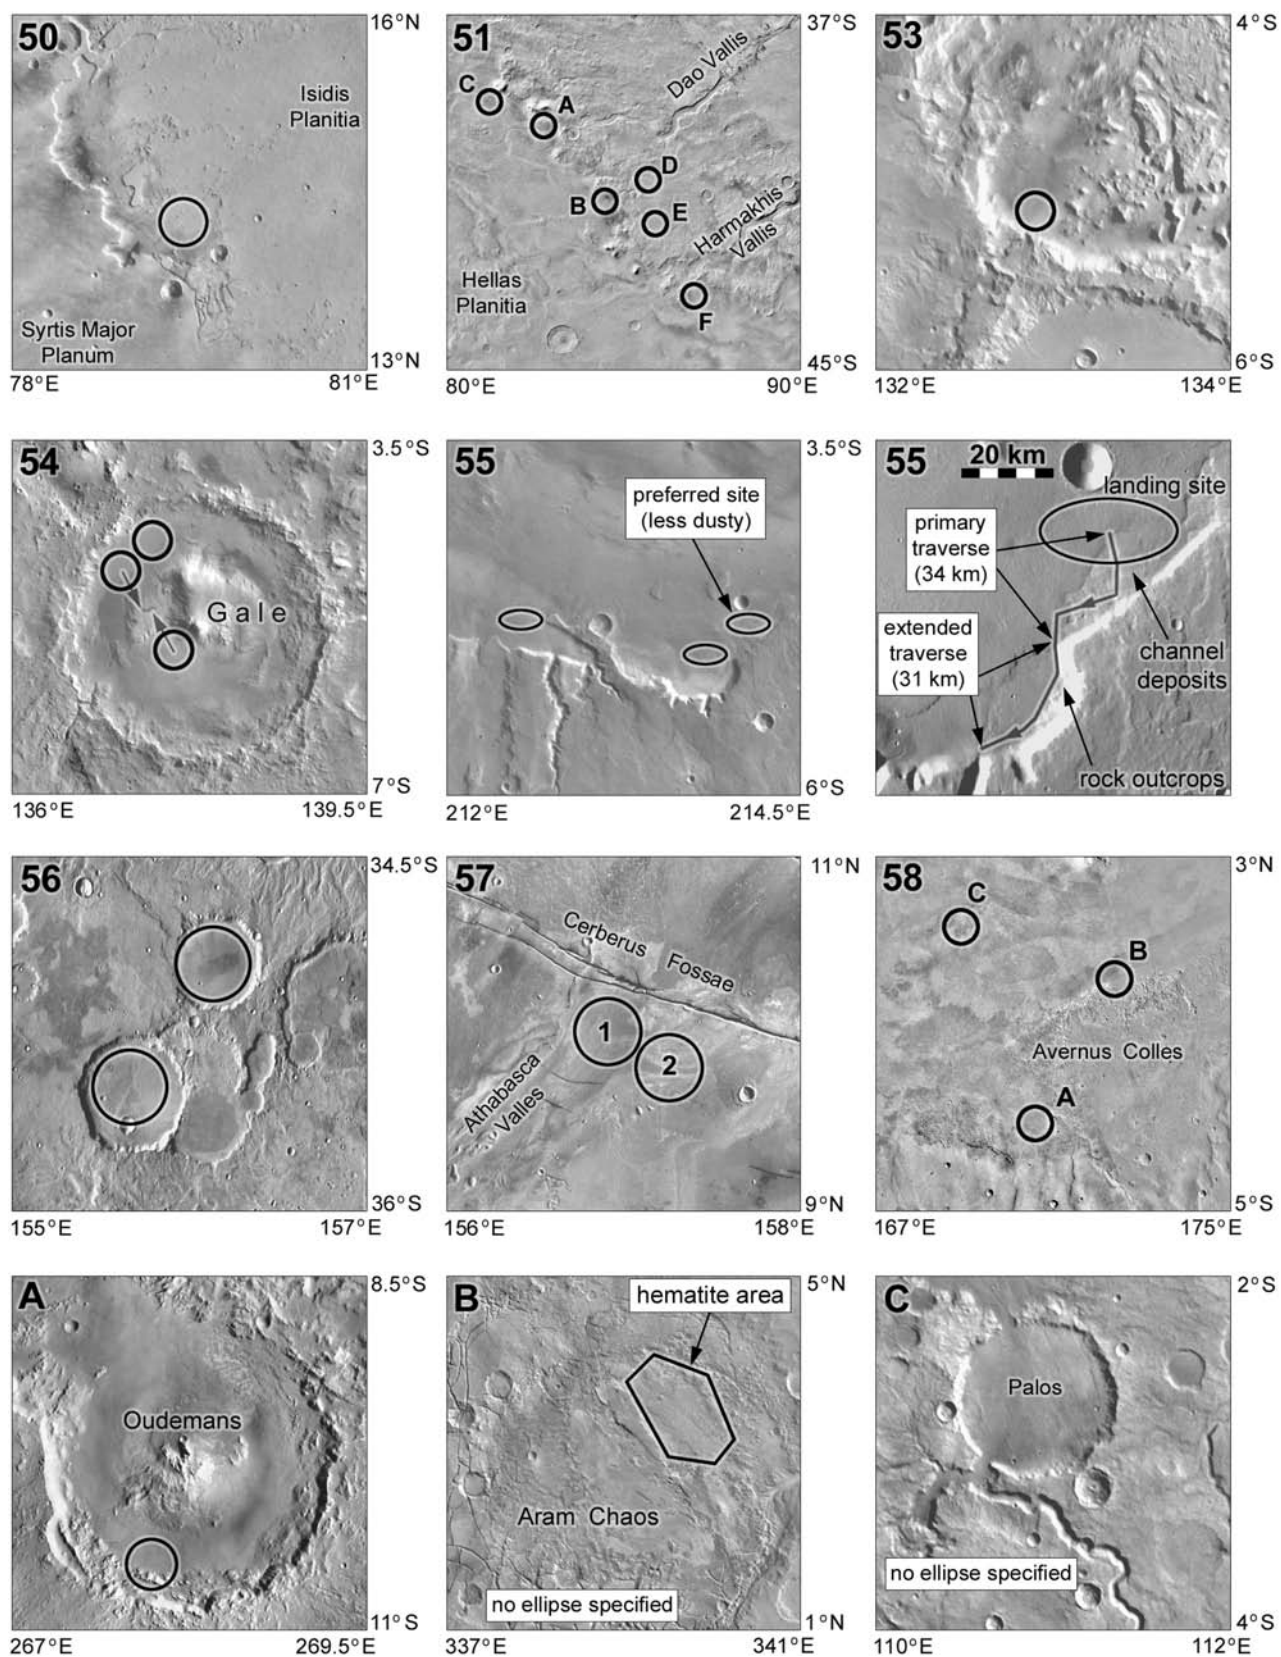 50
16°N
Isidis
Planitia
Syrtis Major
Planum
13°N
78°E
81°E
51
37°S
Dao Vallis
C
A
D
B
E
Harmakhis
Vallis
Hellas
Planitia
F
45°S
80°E
90°E
53
4°S
6°S
132°E
134°E
54
3.5°S
Gale
7°S
136°E
139.5°E
55
3.5°S
preferred site
(less dusty)
6°S
212°E
214.5°E
55
20 km
landing site
primary
traverse
(34 km)
extended
traverse
(31 km)
channel
deposits
rock outcrops
56
34.5°S
36°S
155°E
157°E
57
11°N
Cerberus Fossae
1
2
Athabasca
Valles
9°N
156°E
158°E
58
3°N
C
B
Avernus Colles
A
5°S
167°E
175°E
A
8.5°S
Oudemans
11°S
267°E
269.5°E
B
5°N
hematite area
Aram Chaos
no ellipse specified
1°N
337°E
341°E
C
2°S
Palos
no ellipse specified
4°S
110°E
112°E